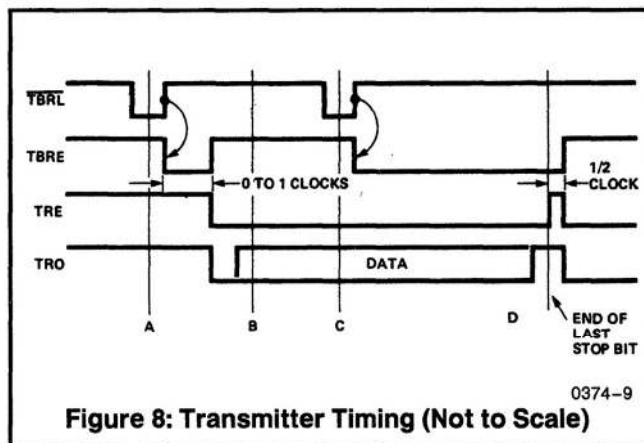 TBRL
TBRE
0 TO 1 CLOCKS
1/2
CLOCK
TRE
TRO
DATA
A
B
C
D
END OF
LAST
STOP BIT
0374–9
Figure 8: Transmitter Timing (Not to Scale)